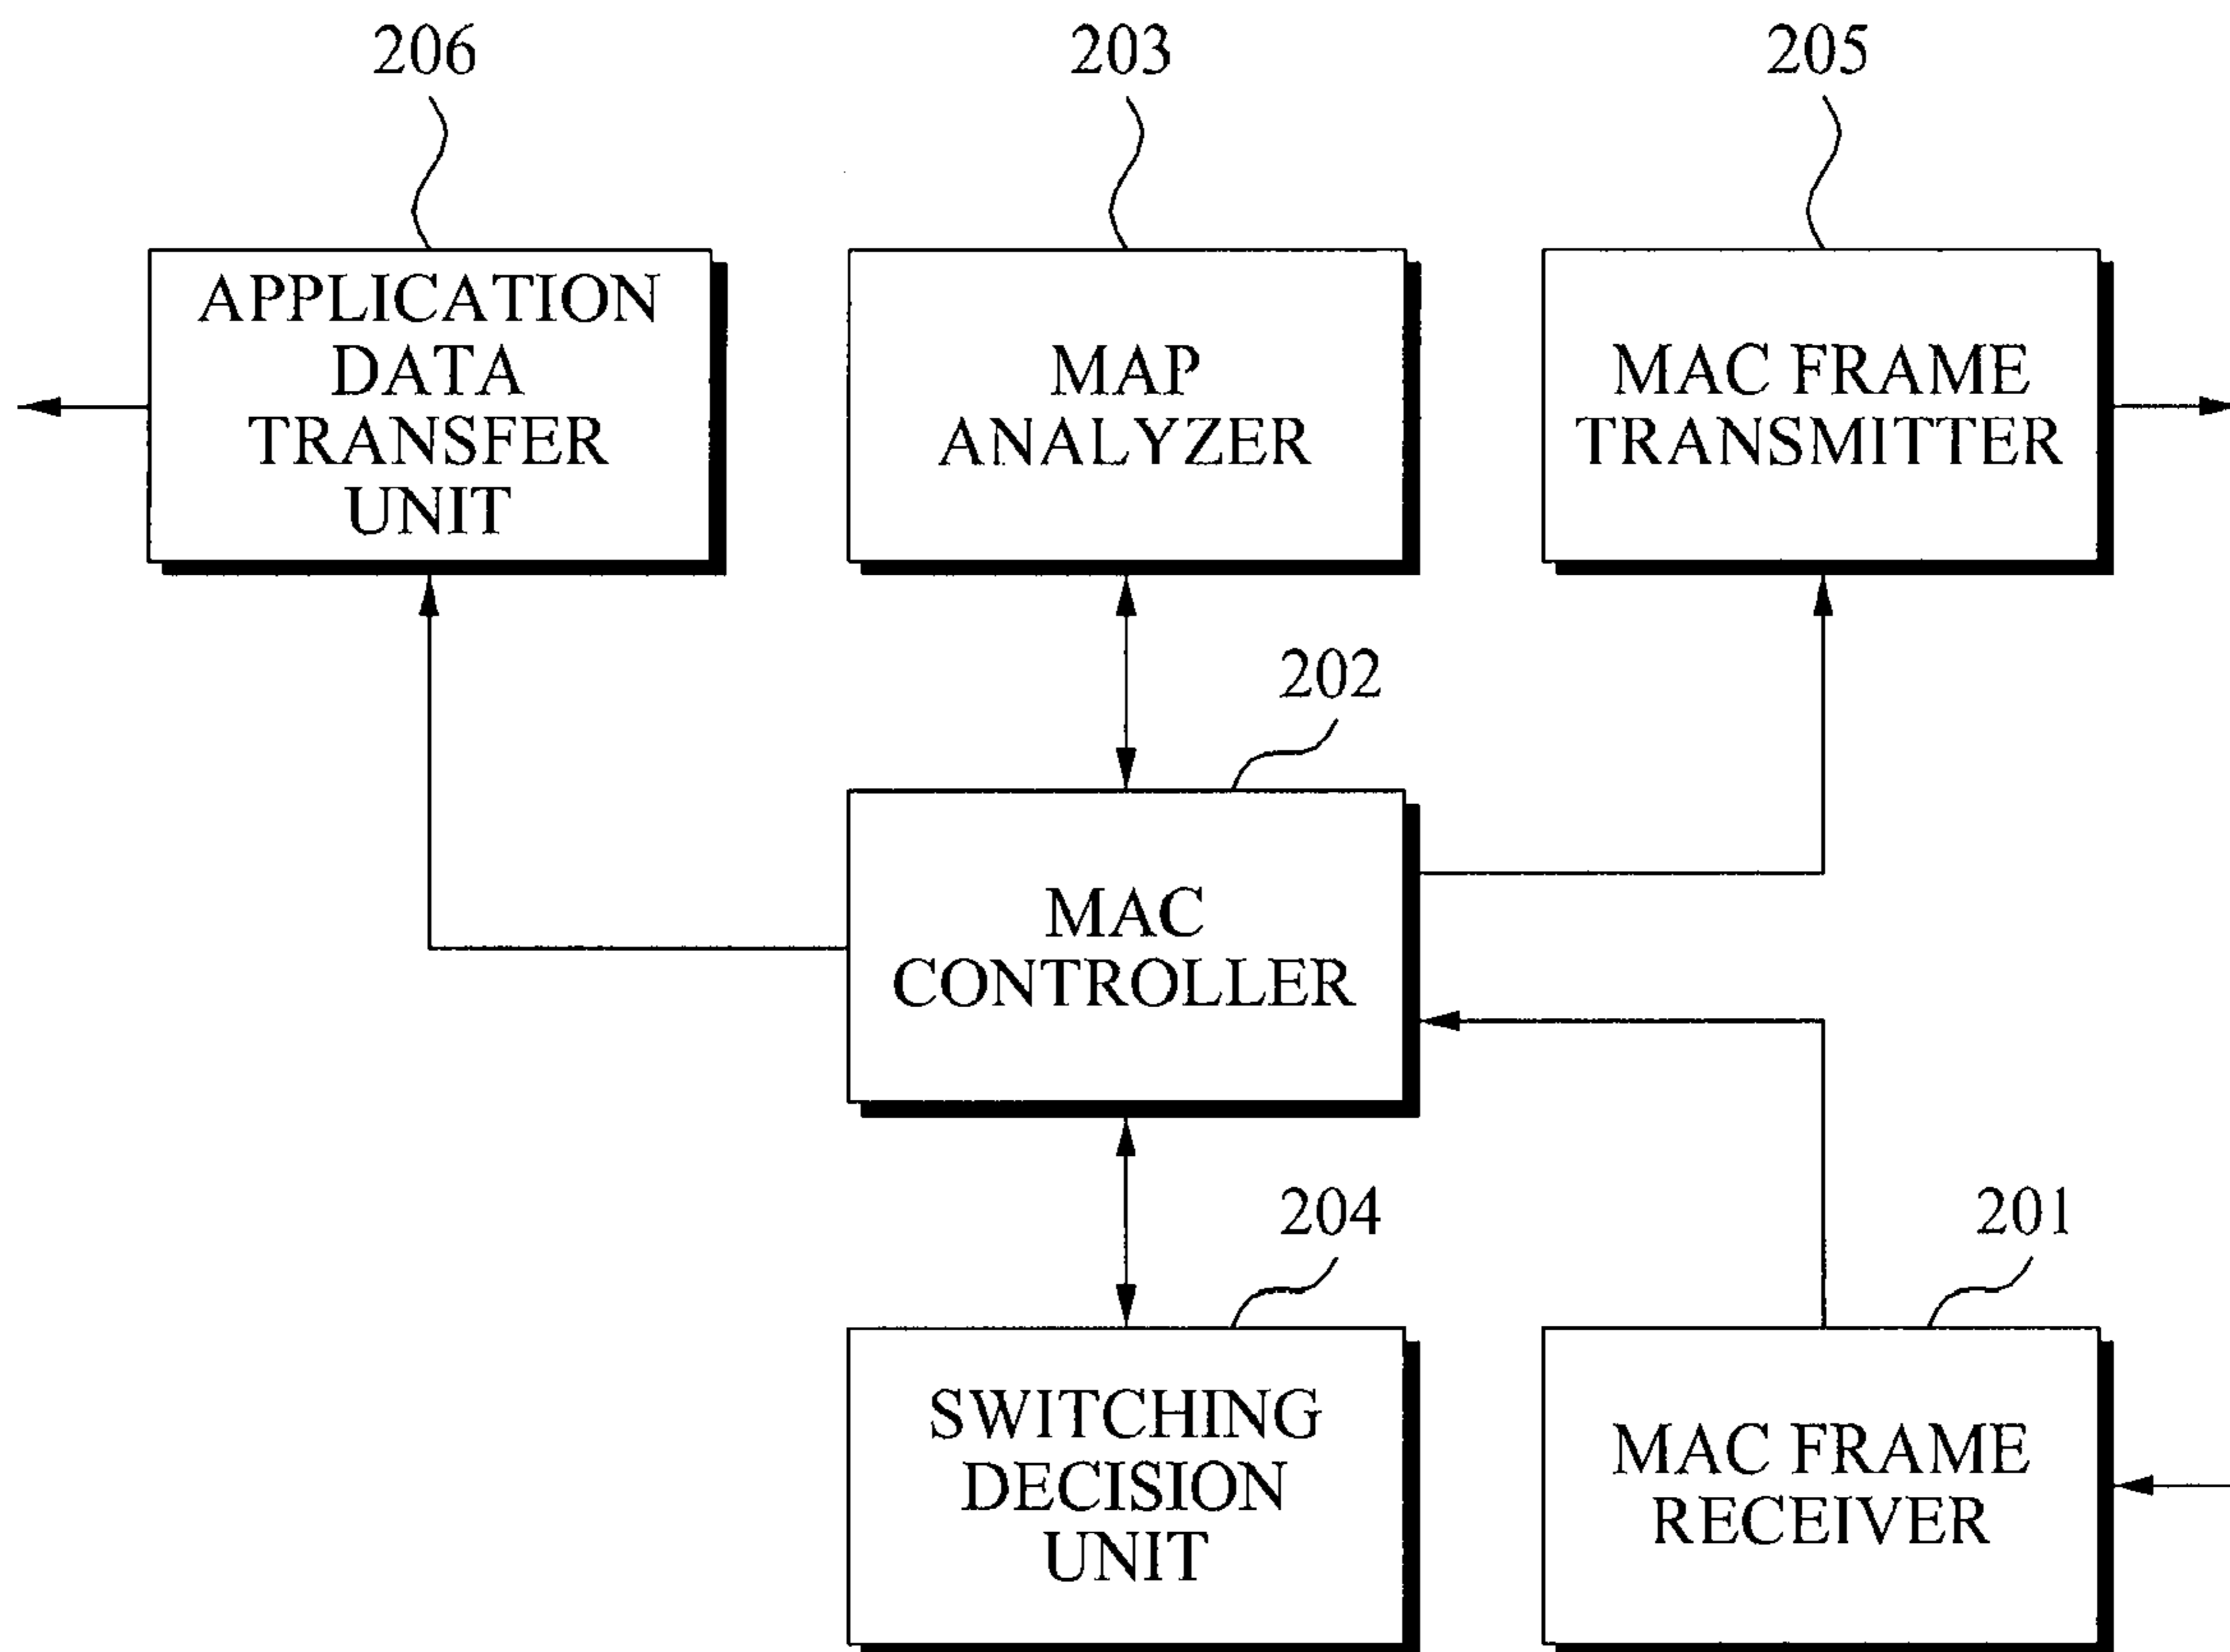 206
203
205
APPLICATION
DATA
TRANSFER
UNIT
MAP
ANALYZER
MAC FRAME
TRANSMITTER
202
MAC
CONTROLLER
204
201
SWITCHING
DECISION
UNIT
MAC FRAME
RECEIVER